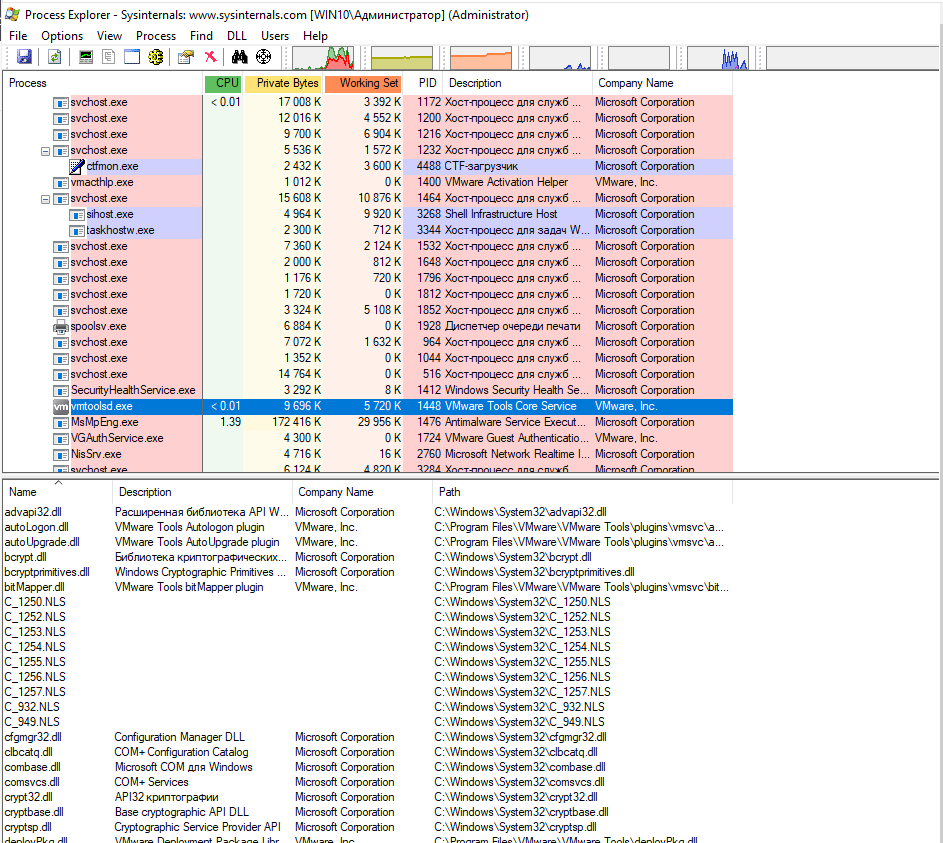 Process Explorer - Sysinternals: www.sysinternals.com [WIN10\Администратор] (Administrator)
File Options View Process Find DLL Users Help
Process CPU Private Bytes Working Set PID Description Company Name
svchost.exe < 0.01 17 008 K 3 392 K 1172 Хост-процесс для служб ... Microsoft Corporation
svchost.exe 12 016 K 4 552 K 1200 Хост-процесс для служб ... Microsoft Corporation
svchost.exe 9 700 K 6 904 K 1216 Хост-процесс для служб ... Microsoft Corporation
svchost.exe 5 536 K 1 572 K 1232 Хост-процесс для служб ... Microsoft Corporation
ctfmon.exe 2 432 K 3 600 K 4488 CTF-загрузчик Microsoft Corporation
vmacthlp.exe 1 012 K 0 K 1400 VMware Activation Helper VMware, Inc.
svchost.exe 15 608 K 10 876 K 1464 Хост-процесс для служб ... Microsoft Corporation
sihost.exe 4 964 K 9 920 K 3268 Shell Infrastructure Host Microsoft Corporation
taskhostw.exe 2 300 K 712 K 3344 Хост-процесс для задач W... Microsoft Corporation
svchost.exe 7 360 K 2 124 K 1532 Хост-процесс для служб ... Microsoft Corporation
svchost.exe 2 000 K 812 K 1648 Хост-процесс для служб ... Microsoft Corporation
svchost.exe 1 176 K 720 K 1796 Хост-процесс для служб ... Microsoft Corporation
svchost.exe 1 720 K 0 K 1812 Хост-процесс для служб ... Microsoft Corporation
svchost.exe 3 324 K 5 108 K 1852 Хост-процесс для служб ... Microsoft Corporation
spoolsv.exe 6 884 K 0 K 1928 Диспетчер очереди печати Microsoft Corporation
svchost.exe 7 072 K 1 632 K 964 Хост-процесс для служб ... Microsoft Corporation
svchost.exe 1 352 K 0 K 1044 Хост-процесс для служб ... Microsoft Corporation
svchost.exe 14 764 K 0 K 516 Хост-процесс для служб ... Microsoft Corporation
SecurityHealthService.exe 3 292 K 8 K 1412 Windows Security Health Se... Microsoft Corporation
vm vmtoolsd.exe < 0.01 9 696 K 5 720 K 1448 VMware Tools Core Service VMware, Inc.
MsMpEng.exe 1.39 172 416 K 29 956 K 1476 Antimalware Service Execut... Microsoft Corporation
VGAuthService.exe 4 300 K 0 K 1724 VMware Guest Authenticatio... VMware, Inc.
NisSrv.exe 4 716 K 16 K 2760 Microsoft Network Realtime I... Microsoft Corporation
svchost.exe 6 124 K 4 820 K 3284 Хост-процесс для служб ... Microsoft Corporation
Name Description Company Name Path
advapi32.dll Расширенная библиотека API W... Microsoft Corporation C:\Windows\System32\advapi32.dll
autoLogon.dll VMware Tools Autologon plugin VMware, Inc. C:\Program Files\VMware\VMware Tools\plugins\vmsvc\a...
autoUpgrade.dll VMware Tools AutoUpgrade plugin VMware, Inc. C:\Program Files\VMware\VMware Tools\plugins\vmsvc\a...
bcrypt.dll Библиотека криптографических... Microsoft Corporation C:\Windows\System32\bcrypt.dll
bcryptprimitives.dll Windows Cryptographic Primitives ... Microsoft Corporation C:\Windows\System32\bcryptprimitives.dll
bitMapper.dll VMware Tools bitMapper plugin VMware, Inc. C:\Program Files\VMware\VMware Tools\plugins\vmsvc\bit...
C_1250.NLS C:\Windows\System32\C_1250.NLS
C_1252.NLS C:\Windows\System32\C_1252.NLS
C_1253.NLS C:\Windows\System32\C_1253.NLS
C_1254.NLS C:\Windows\System32\C_1254.NLS
C_1255.NLS C:\Windows\System32\C_1255.NLS
C_1256.NLS C:\Windows\System32\C_1256.NLS
C_1257.NLS C:\Windows\System32\C_1257.NLS
C_932.NLS C:\Windows\System32\C_932.NLS
C_949.NLS C:\Windows\System32\C_949.NLS
cfgmgr32.dll Configuration Manager DLL Microsoft Corporation C:\Windows\System32\cfgmgr32.dll
clbcatq.dll COM+ Configuration Catalog Microsoft Corporation C:\Windows\System32\clbcatq.dll
combase.dll Microsoft COM для Windows Microsoft Corporation C:\Windows\System32\combase.dll
comsvcs.dll COM+ Services Microsoft Corporation C:\Windows\System32\comsvcs.dll
crypt32.dll API32 криптографии Microsoft Corporation C:\Windows\System32\crypt32.dll
cryptbase.dll Base cryptographic API DLL Microsoft Corporation C:\Windows\System32\cryptbase.dll
cryptsp.dll Cryptographic Service Provider API Microsoft Corporation C:\Windows\System32\cryptsp.dll
deployPkg.dll VMware Deployment Package Libr... VMware, Inc. C:\Program Files\VMware\VMware Tools\deployPkg.dll